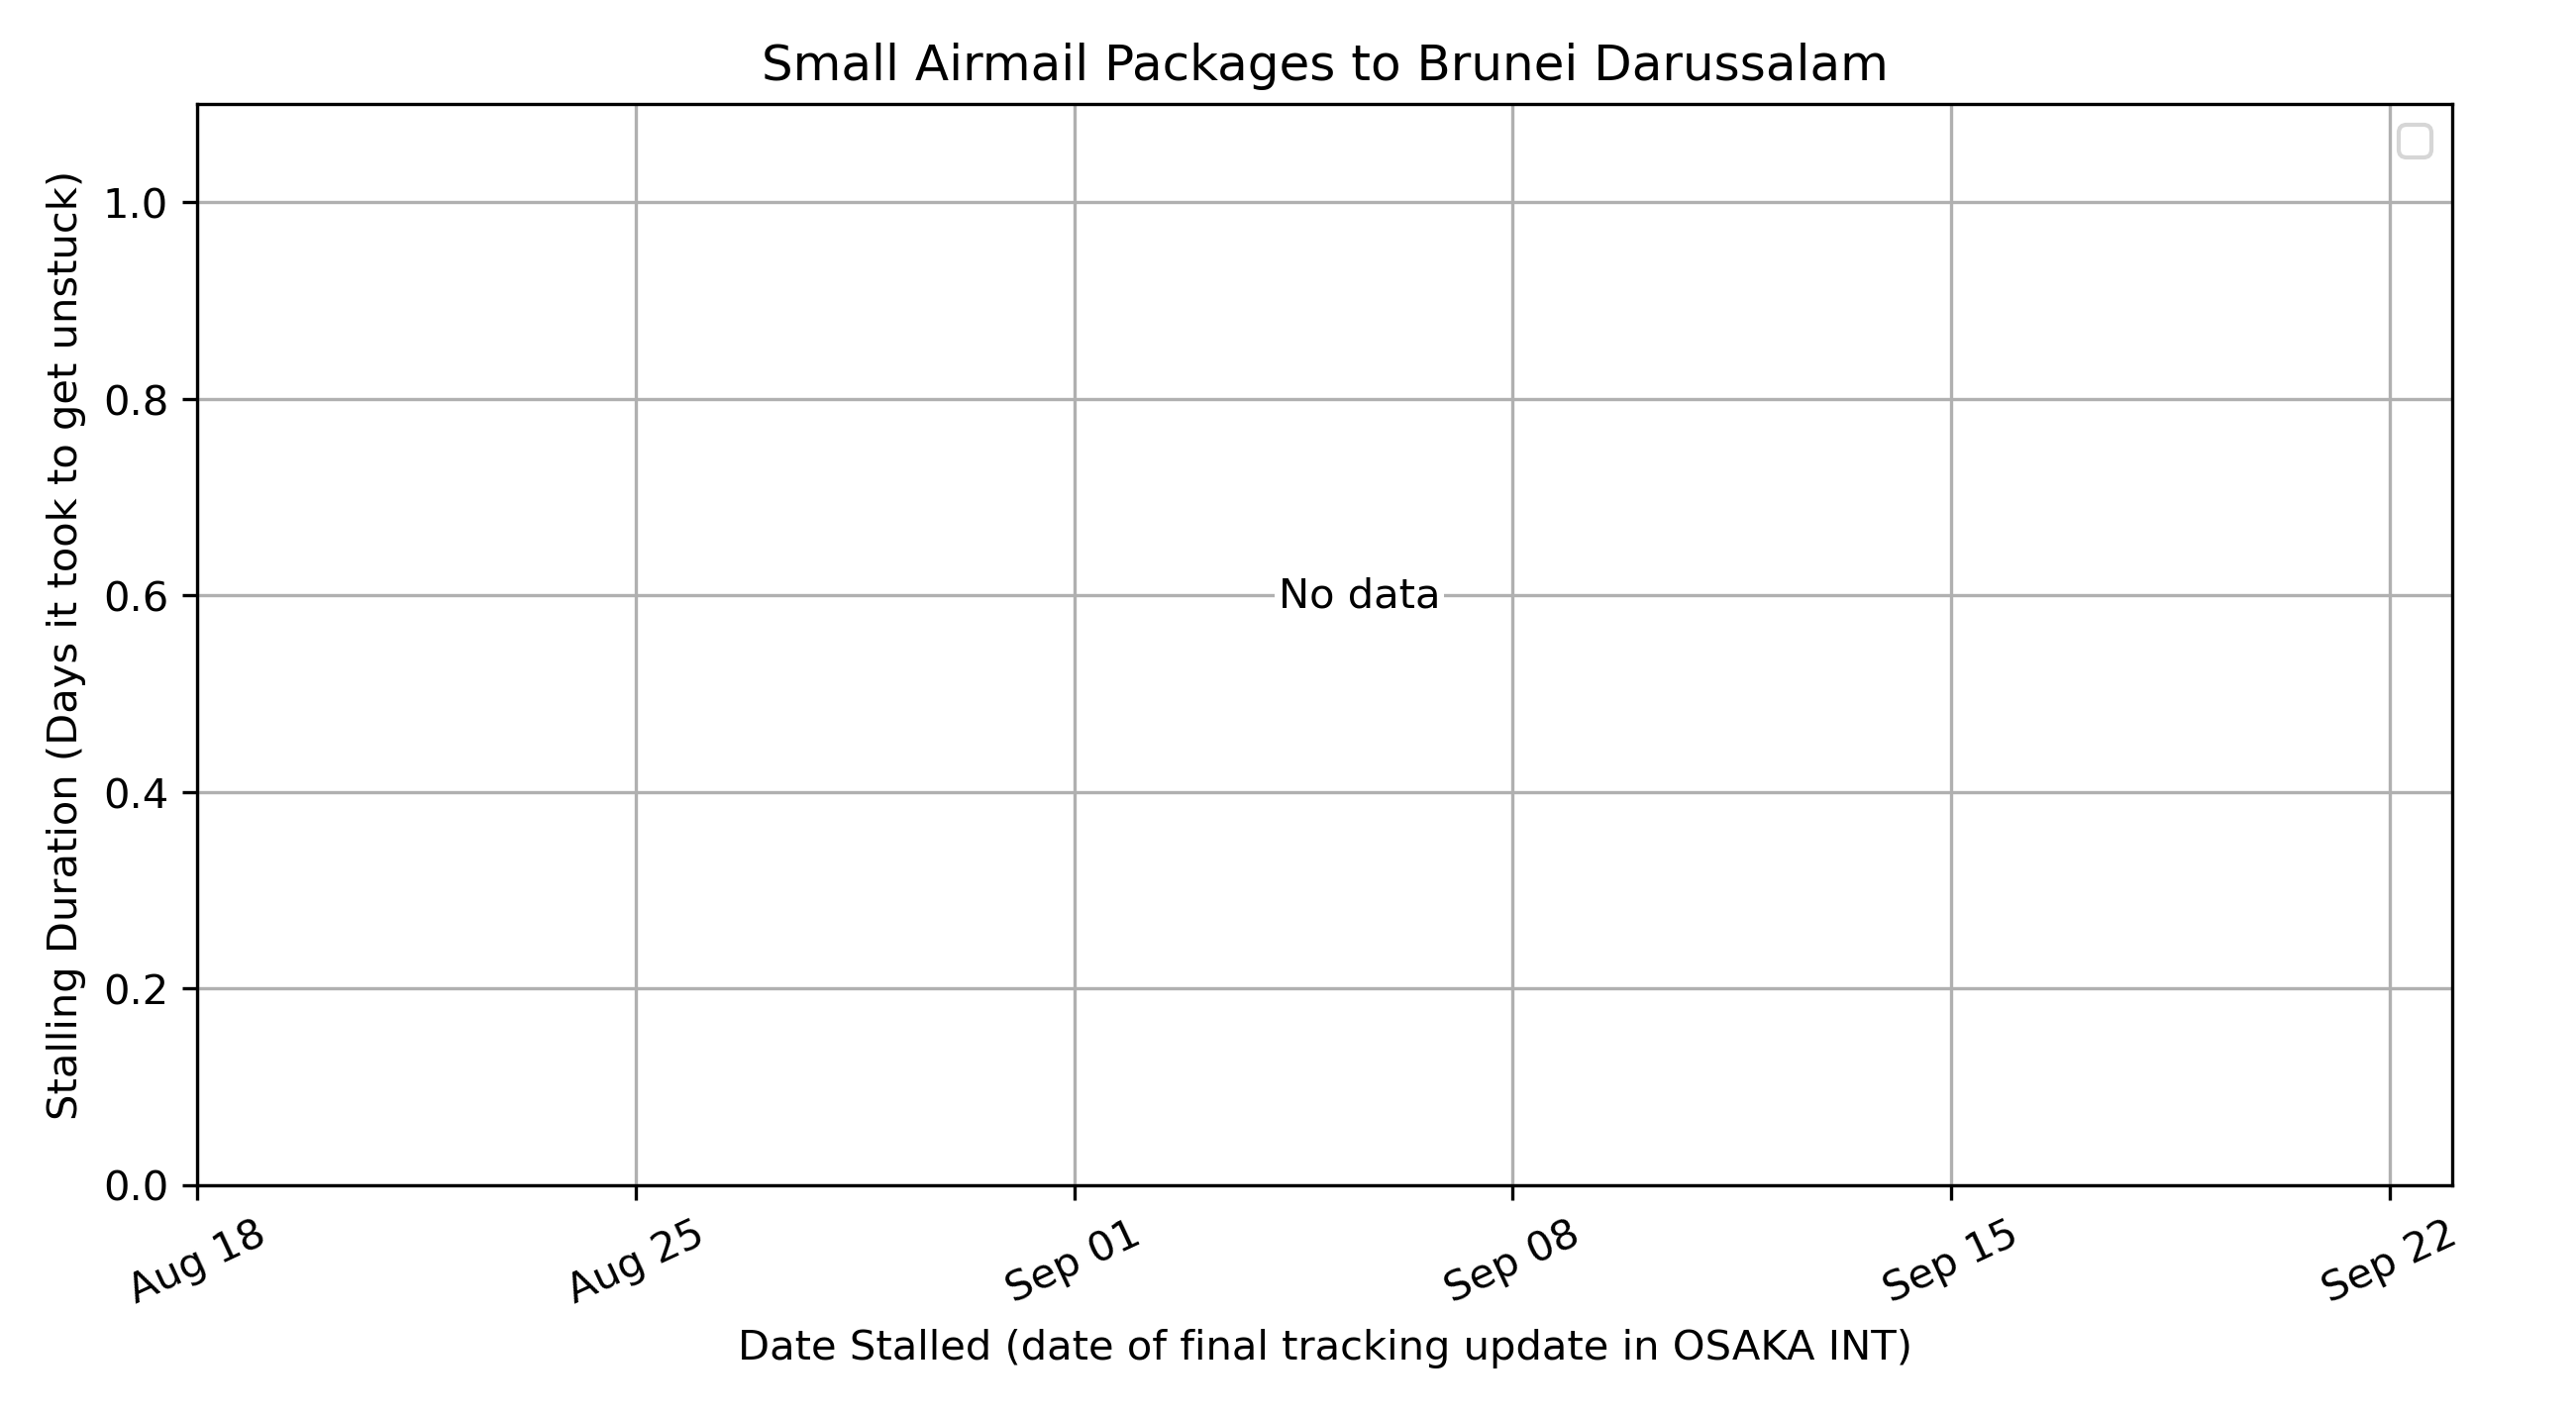 Small Airmail Packages to Brunei Darussalam
Stalling Duration (Days it took to get unstuck)
1.0
0.8
0.6
0.4
0.2
0.0
No data
Aug 18
Aug 25
Sep 01
Sep 08
Sep 15
Sep 22
Date Stalled (date of final tracking update in OSAKA INT)